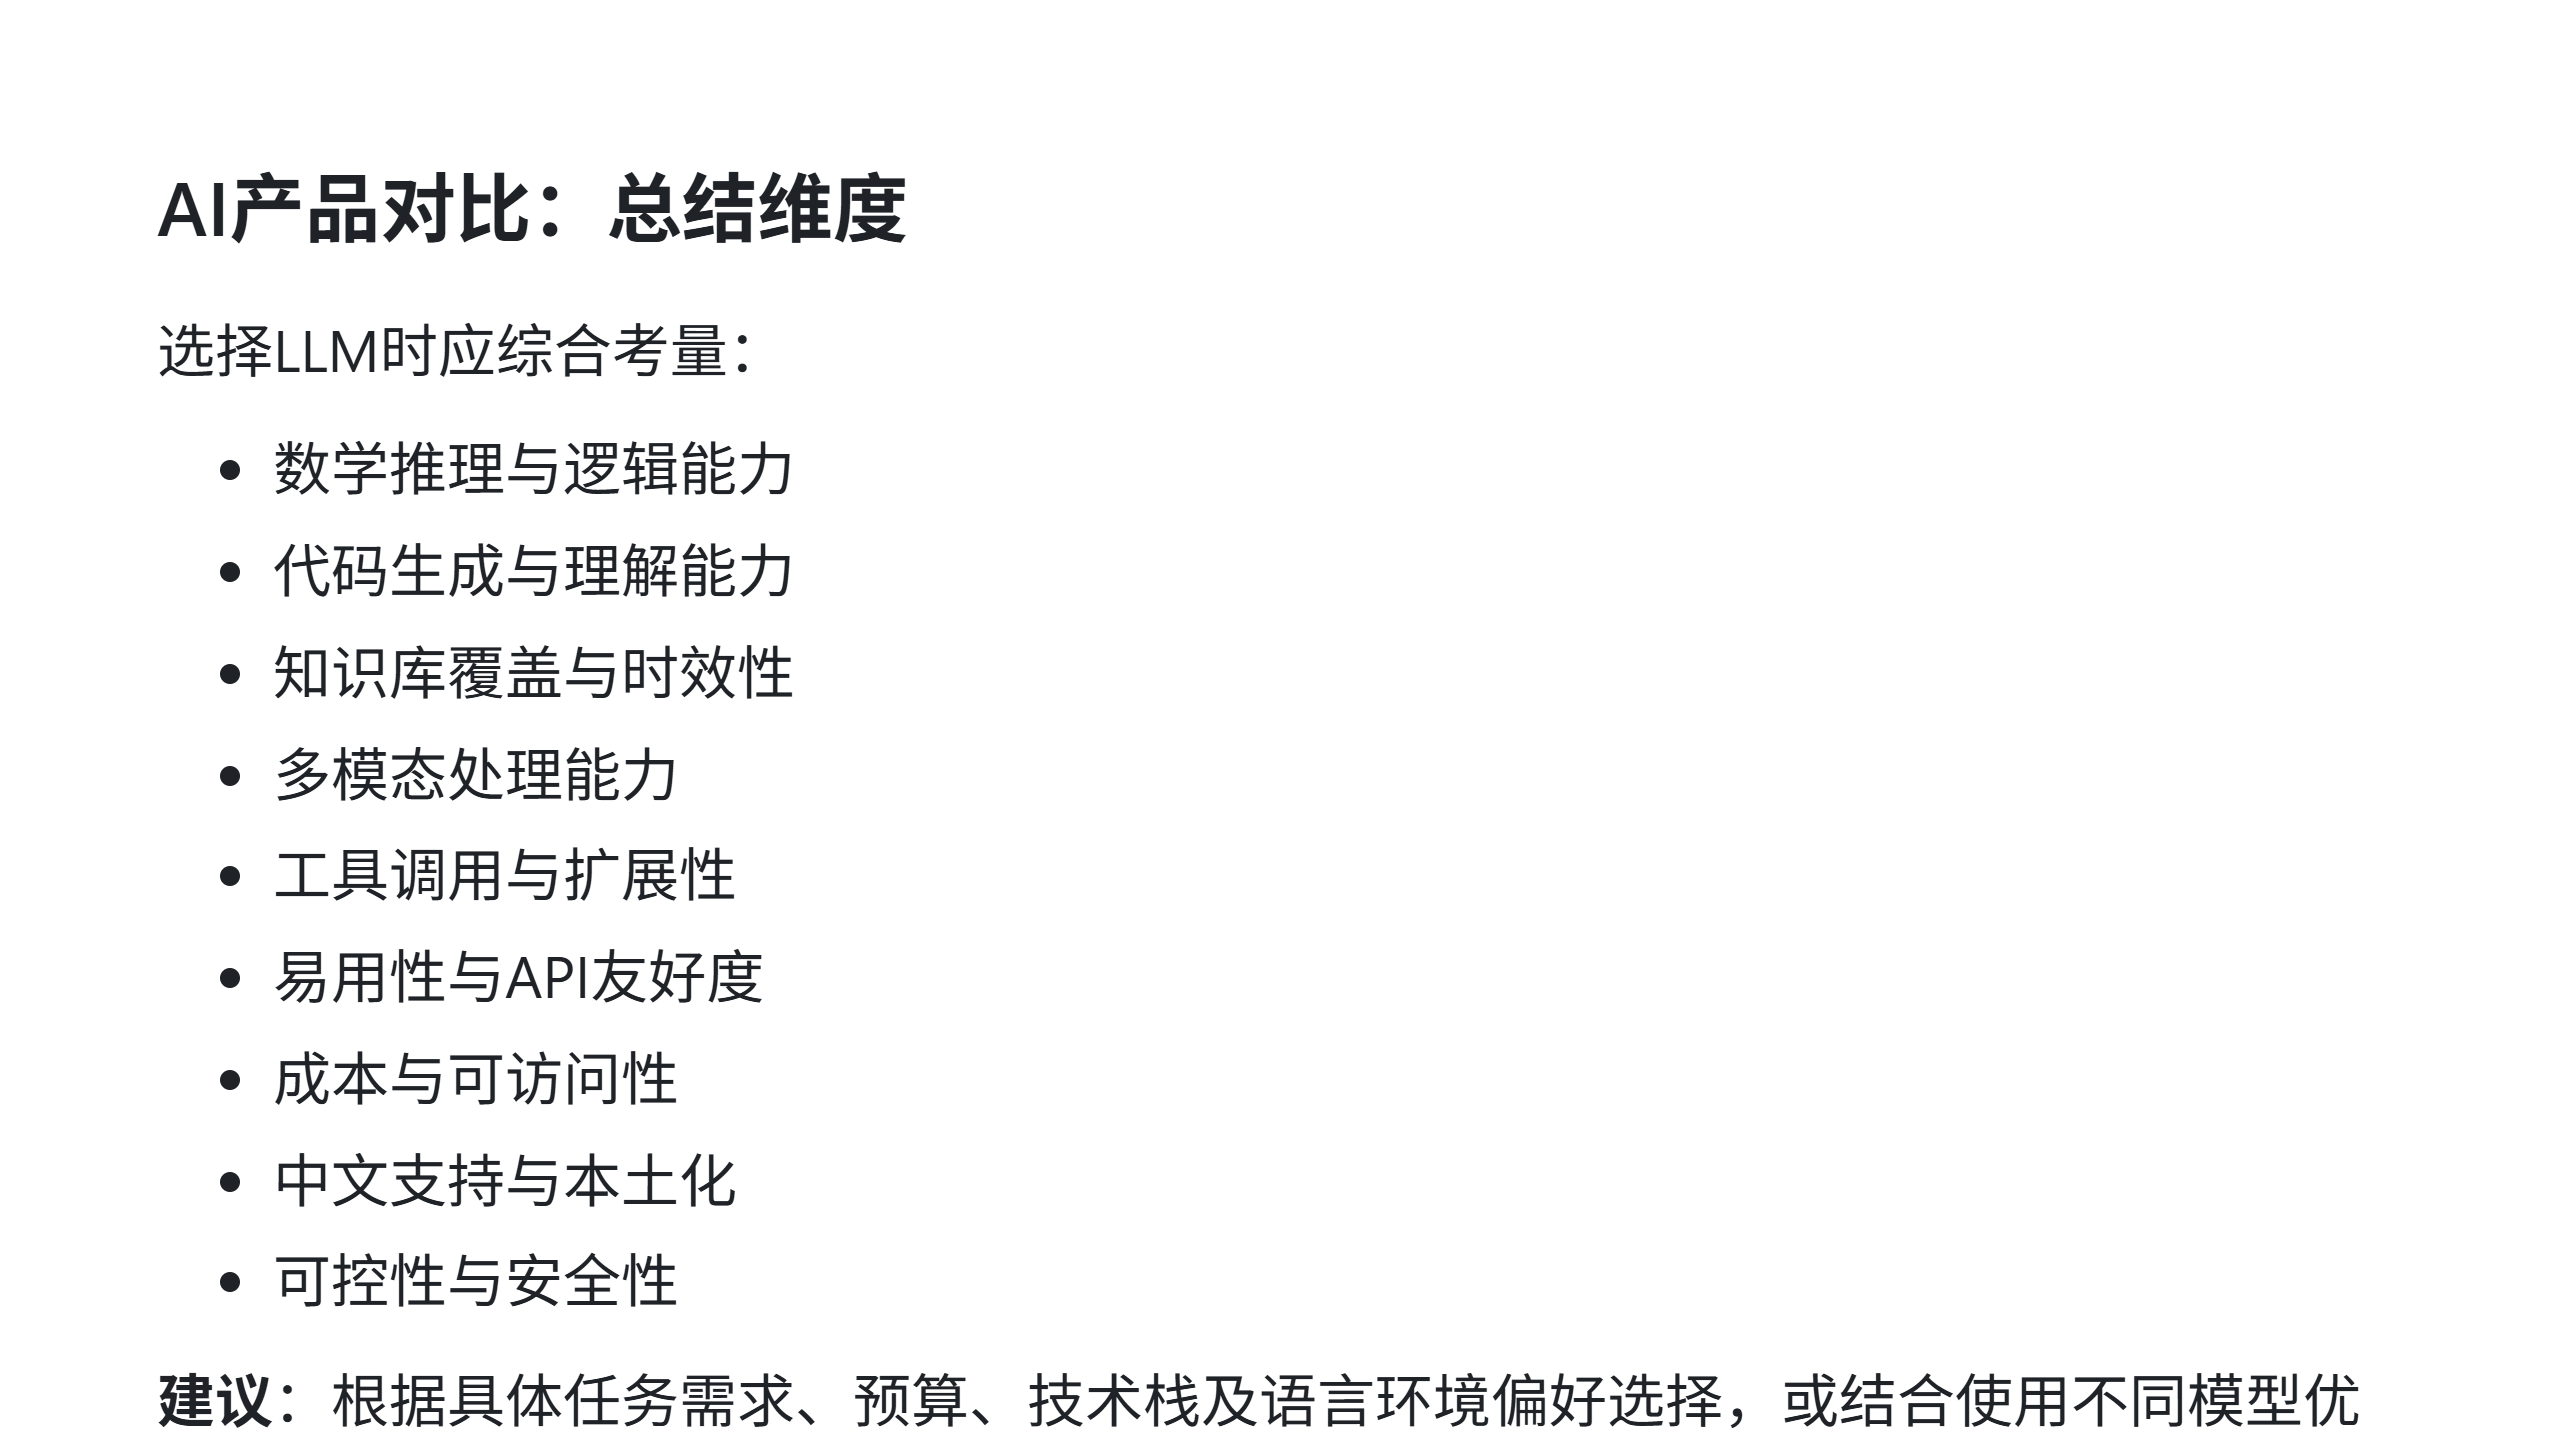 AI产品对比：总结维度
选择LLM时应综合考量：
• 数学推理与逻辑能力
• 代码生成与理解能力
• 知识库覆盖与时效性
• 多模态处理能力
• 工具调用与扩展性
• 易用性与API友好度
• 成本与可访问性
• 中文支持与本土化
• 可控性与安全性
建议：根据具体任务需求、预算、技术栈及语言环境偏好选择，或结合使用不同模型优